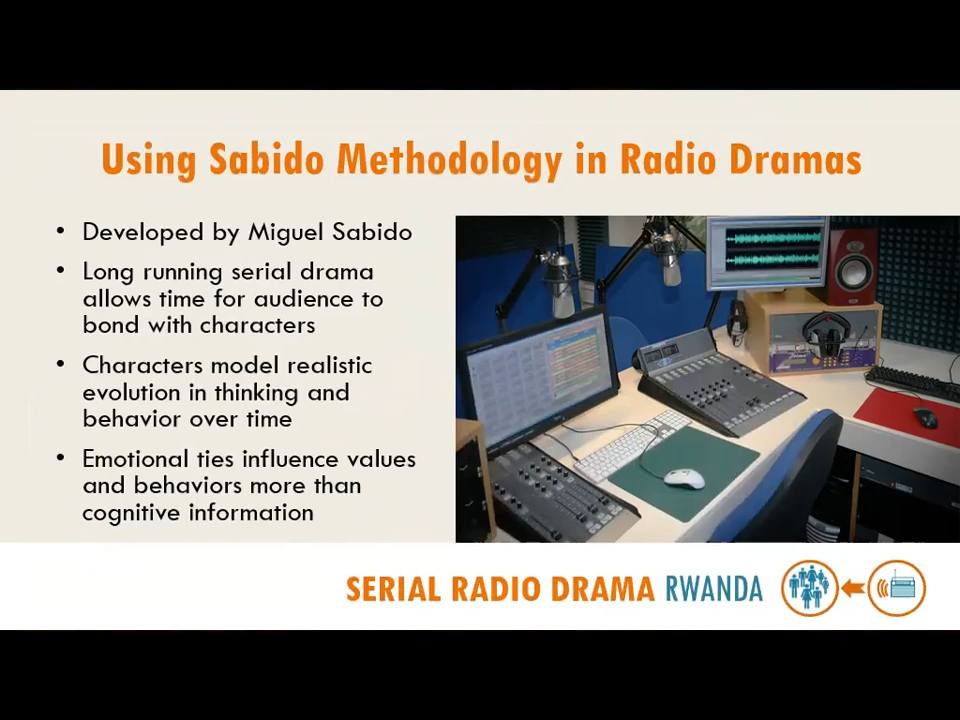 Using Sabido Methodology in Radio Dramas
• Developed by Miguel Sabido
• Long running serial drama
allows time for audience to
bond with characters
• Characters model realistic
evolution in thinking and
behavior over time
• Emotional ties influence values
and behaviors more than
cognitive information
SERIAL RADIO DRAMA RWANDA